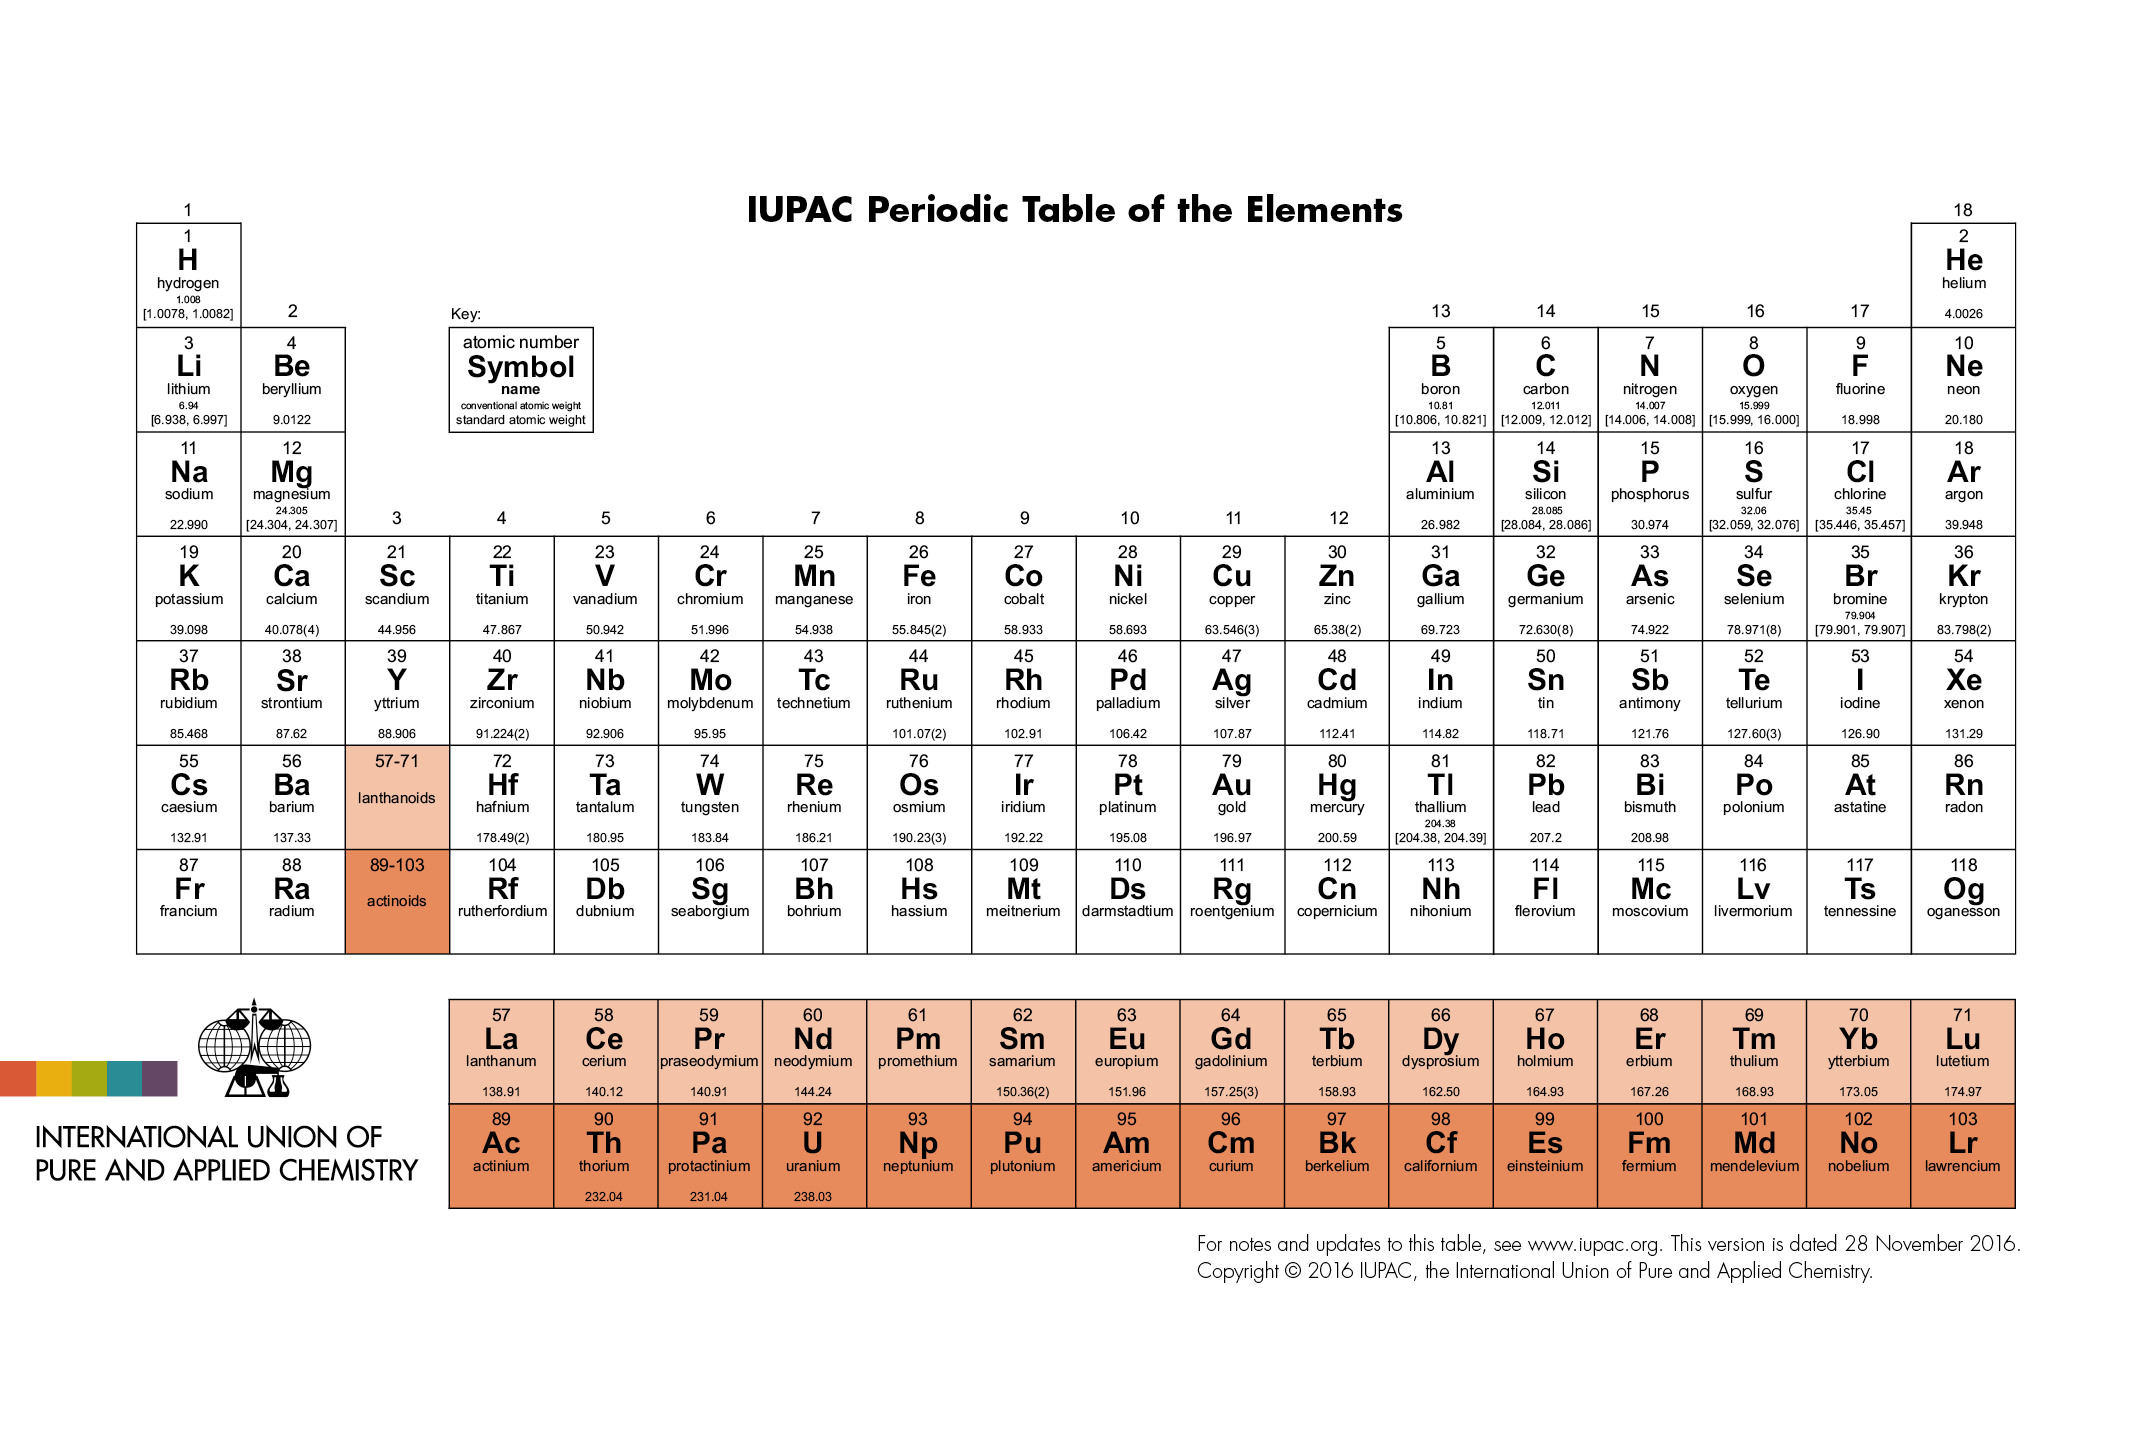 IUPAC Periodic Table of the Elements
1 18
1 2
H He
hydrogen helium
1.008
[1.0078, 1.0082] 4.0026
2 Key: 13 14 15 16 17
3 4 atomic number 5 6 7 8 9 10
Li Be Symbol B C N O F Ne
lithium beryllium name boron carbon nitrogen oxygen fluorine neon
6.94 conventional atomic weight 10.81 12.011 14.007 15.999
[6.938, 6.997] 9.0122 standard atomic weight [10.806, 10.821] [12.009, 12.012] [14.006, 14.008] [15.999, 16.000] 18.998 20.180
11 12 13 14 15 16 17 18
Na Mg Al Si P S Cl Ar
sodium magnesium aluminium silicon phosphorus sulfur chlorine argon
24.305 28.085 32.06 35.45
22.990 [24.304, 24.307] 26.982 [28.084, 28.086] 30.974 [32.059, 32.076] [35.446, 35.457] 39.948
3 4 5 6 7 8 9 10 11 12
19 20 21 22 23 24 25 26 27 28 29 30 31 32 33 34 35 36
K Ca Sc Ti V Cr Mn Fe Co Ni Cu Zn Ga Ge As Se Br Kr
potassium calcium scandium titanium vanadium chromium manganese iron cobalt nickel copper zinc gallium germanium arsenic selenium bromine krypton
79.904
39.098 40.078(4) 44.956 47.867 50.942 51.996 54.938 55.845(2) 58.933 58.693 63.546(3) 65.38(2) 69.723 72.630(8) 74.922 78.971(8) [79.901, 79.907] 83.798(2)
37 38 39 40 41 42 43 44 45 46 47 48 49 50 51 52 53 54
Rb Sr Y Zr Nb Mo Tc Ru Rh Pd Ag Cd In Sn Sb Te I Xe
rubidium strontium yttrium zirconium niobium molybdenum technetium ruthenium rhodium palladium silver cadmium indium tin antimony tellurium iodine xenon
85.468 87.62 88.906 91.224(2) 92.906 95.95 101.07(2) 102.91 106.42 107.87 112.41 114.82 118.71 121.76 127.60(3) 126.90 131.29
55 56 57-71 72 73 74 75 76 77 78 79 80 81 82 83 84 85 86
Cs Ba lanthanoids Hf Ta W Re Os Ir Pt Au Hg Tl Pb Bi Po At Rn
caesium barium hafnium tantalum tungsten rhenium osmium iridium platinum gold mercury thallium lead bismuth polonium astatine radon
204.38
132.91 137.33 178.49(2) 180.95 183.84 186.21 190.23(3) 192.22 195.08 196.97 200.59 [204.38, 204.39] 207.2 208.98
87 88 89-103 104 105 106 107 108 109 110 111 112 113 114 115 116 117 118
Fr Ra actinoids Rf Db Sg Bh Hs Mt Ds Rg Cn Nh Fl Mc Lv Ts Og
francium radium rutherfordium dubnium seaborgium bohrium hassium meitnerium darmstadtium roentgenium copernicium nihonium flerovium moscovium livermorium tennessine oganesson
57 58 59 60 61 62 63 64 65 66 67 68 69 70 71
La Ce Pr Nd Pm Sm Eu Gd Tb Dy Ho Er Tm Yb Lu
lanthanum cerium praseodymium neodymium promethium samarium europium gadolinium terbium dysprosium holmium erbium thulium ytterbium lutetium
138.91 140.12 140.91 144.24 150.36(2) 151.96 157.25(3) 158.93 162.50 164.93 167.26 168.93 173.05 174.97
89 90 91 92 93 94 95 96 97 98 99 100 101 102 103
Ac Th Pa U Np Pu Am Cm Bk Cf Es Fm Md No Lr
actinium thorium protactinium uranium neptunium plutonium americium curium berkelium californium einsteinium fermium mendelevium nobelium lawrencium
232.04 231.04 238.03
INTERNATIONAL UNION OF
PURE AND APPLIED CHEMISTRY
For notes and updates to this table, see www.iupac.org. This version is dated 28 November 2016.
Copyright © 2016 IUPAC, the International Union of Pure and Applied Chemistry.